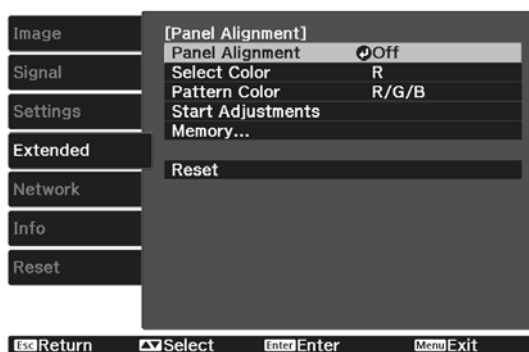 Image
Signal
Settings
Extended
Network
Info
Reset
[Panel Alignment]
Panel Alignment Off
Select Color R
Pattern Color R/G/B
Start Adjustments
Memory...
Reset
Esc Return Select Enter Enter Menu Exit